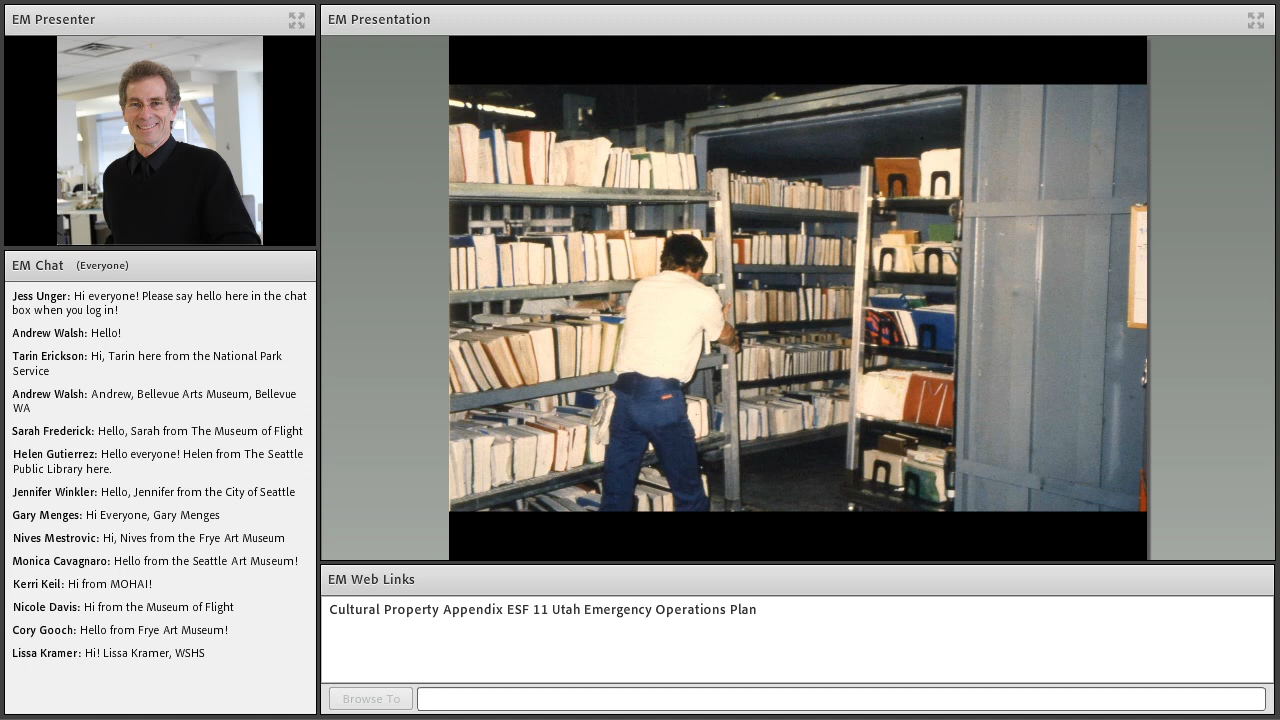 EM Presenter
EM Presentation
EM Chat (Everyone)
Jess Unger: Hi everyone! Please say hello here in the chat
box when you log in!
Andrew Walsh: Hello!
Tarin Erickson: Hi, Tarin here from the National Park
Service
Andrew Walsh: Andrew, Bellevue Arts Museum, Bellevue
WA
Sarah Frederick: Hello, Sarah from The Museum of Flight
Helen Gutierrez: Hello everyone! Helen from The Seattle
Public Library here.
Jennifer Winkler: Hello, Jennifer from the City of Seattle
Gary Menges: Hi Everyone, Gary Menges
Nives Mestrovic: Hi, Nives from the Frye Art Museum
Monica Cavagnaro: Hello from the Seattle Art Museum!
Kerri Keil: Hi from MOHAI!
Nicole Davis: Hi from the Museum of Flight
Cory Gooch: Hello from Frye Art Museum!
Lissa Kramer: Hi! Lissa Kramer, WSHS
EM Web Links
Cultural Property Appendix ESF 11 Utah Emergency Operations Plan
Browse To